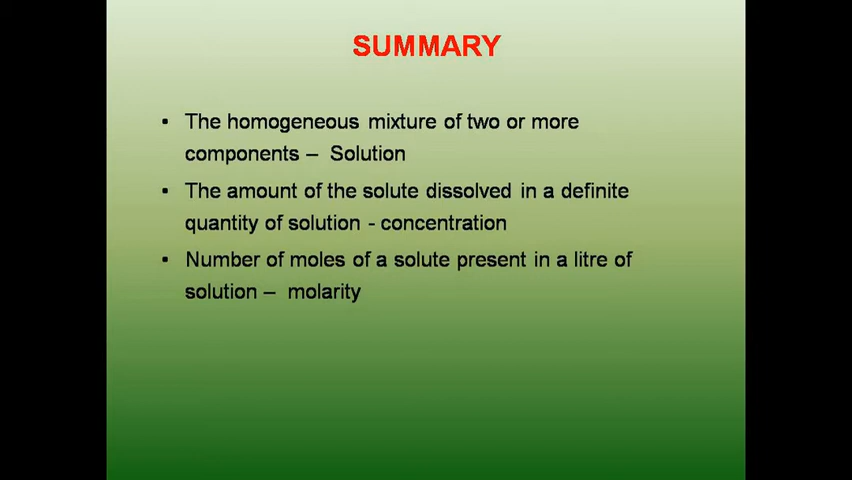 SUMMARY
• The homogeneous mixture of two or more
components – Solution
• The amount of the solute dissolved in a definite
quantity of solution - concentration
• Number of moles of a solute present in a litre of
solution – molarity